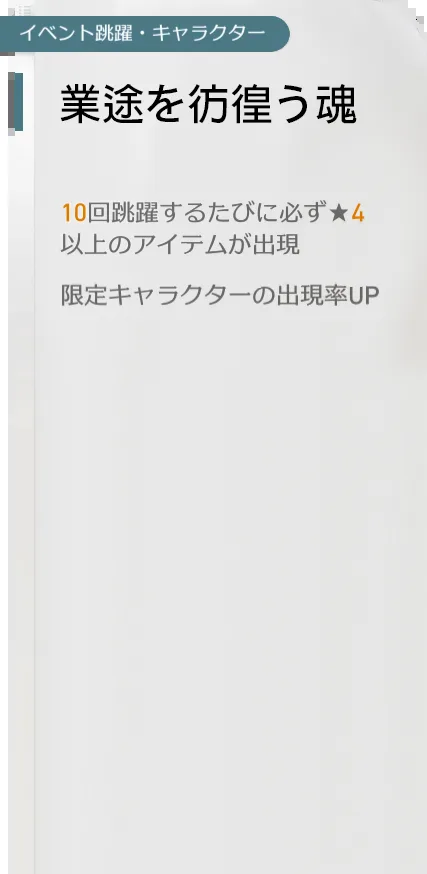 イベント跳躍・キャラクター
業途を彷徨う魂
10回跳躍するたびに必ず★4
以上のアイテムが出現
限定キャラクターの出現率UP